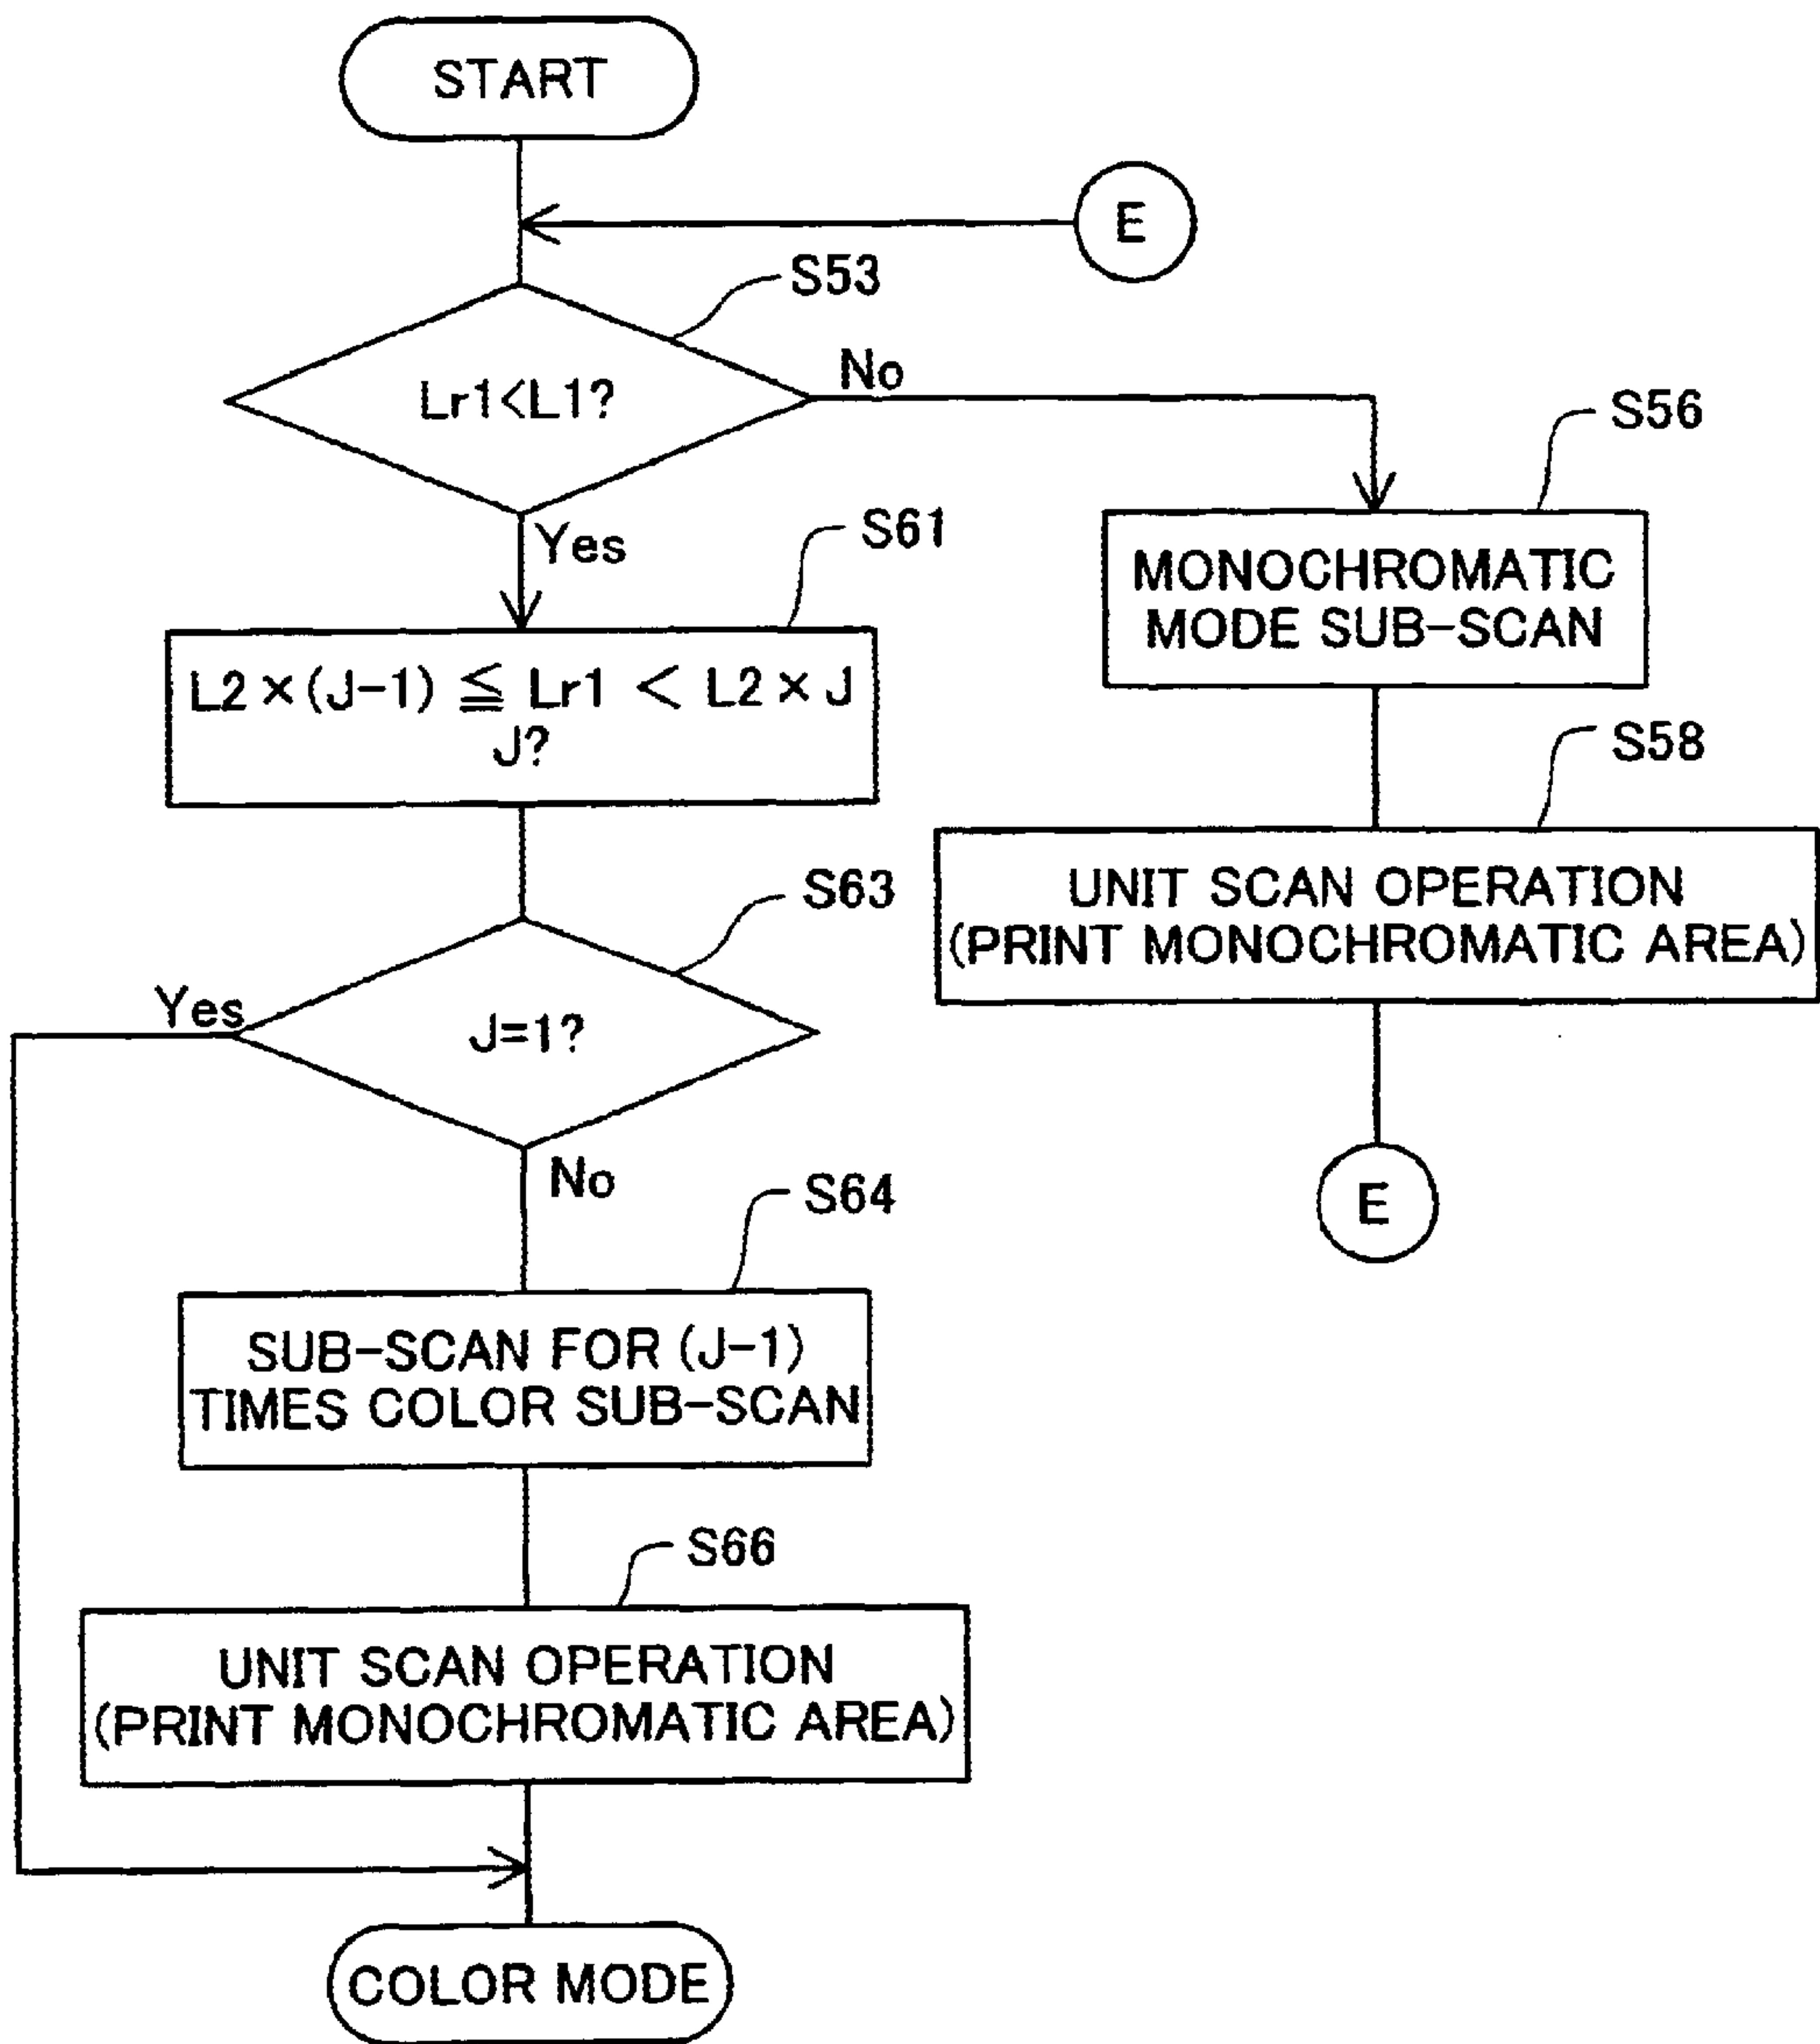 START
E
S53
Lr1<L1?
No
S56
Yes
S61
MONOCHROMATIC
MODE SUB-SCAN
L2×(J-1) ≦ Lr1 < L2×J
J?
S58
UNIT SCAN OPERATION
(PRINT MONOCHROMATIC AREA)
S63
Yes
J=1?
No
E
S64
SUB-SCAN FOR (J-1)
TIMES COLOR SUB-SCAN
S66
UNIT SCAN OPERATION
(PRINT MONOCHROMATIC AREA)
COLOR MODE